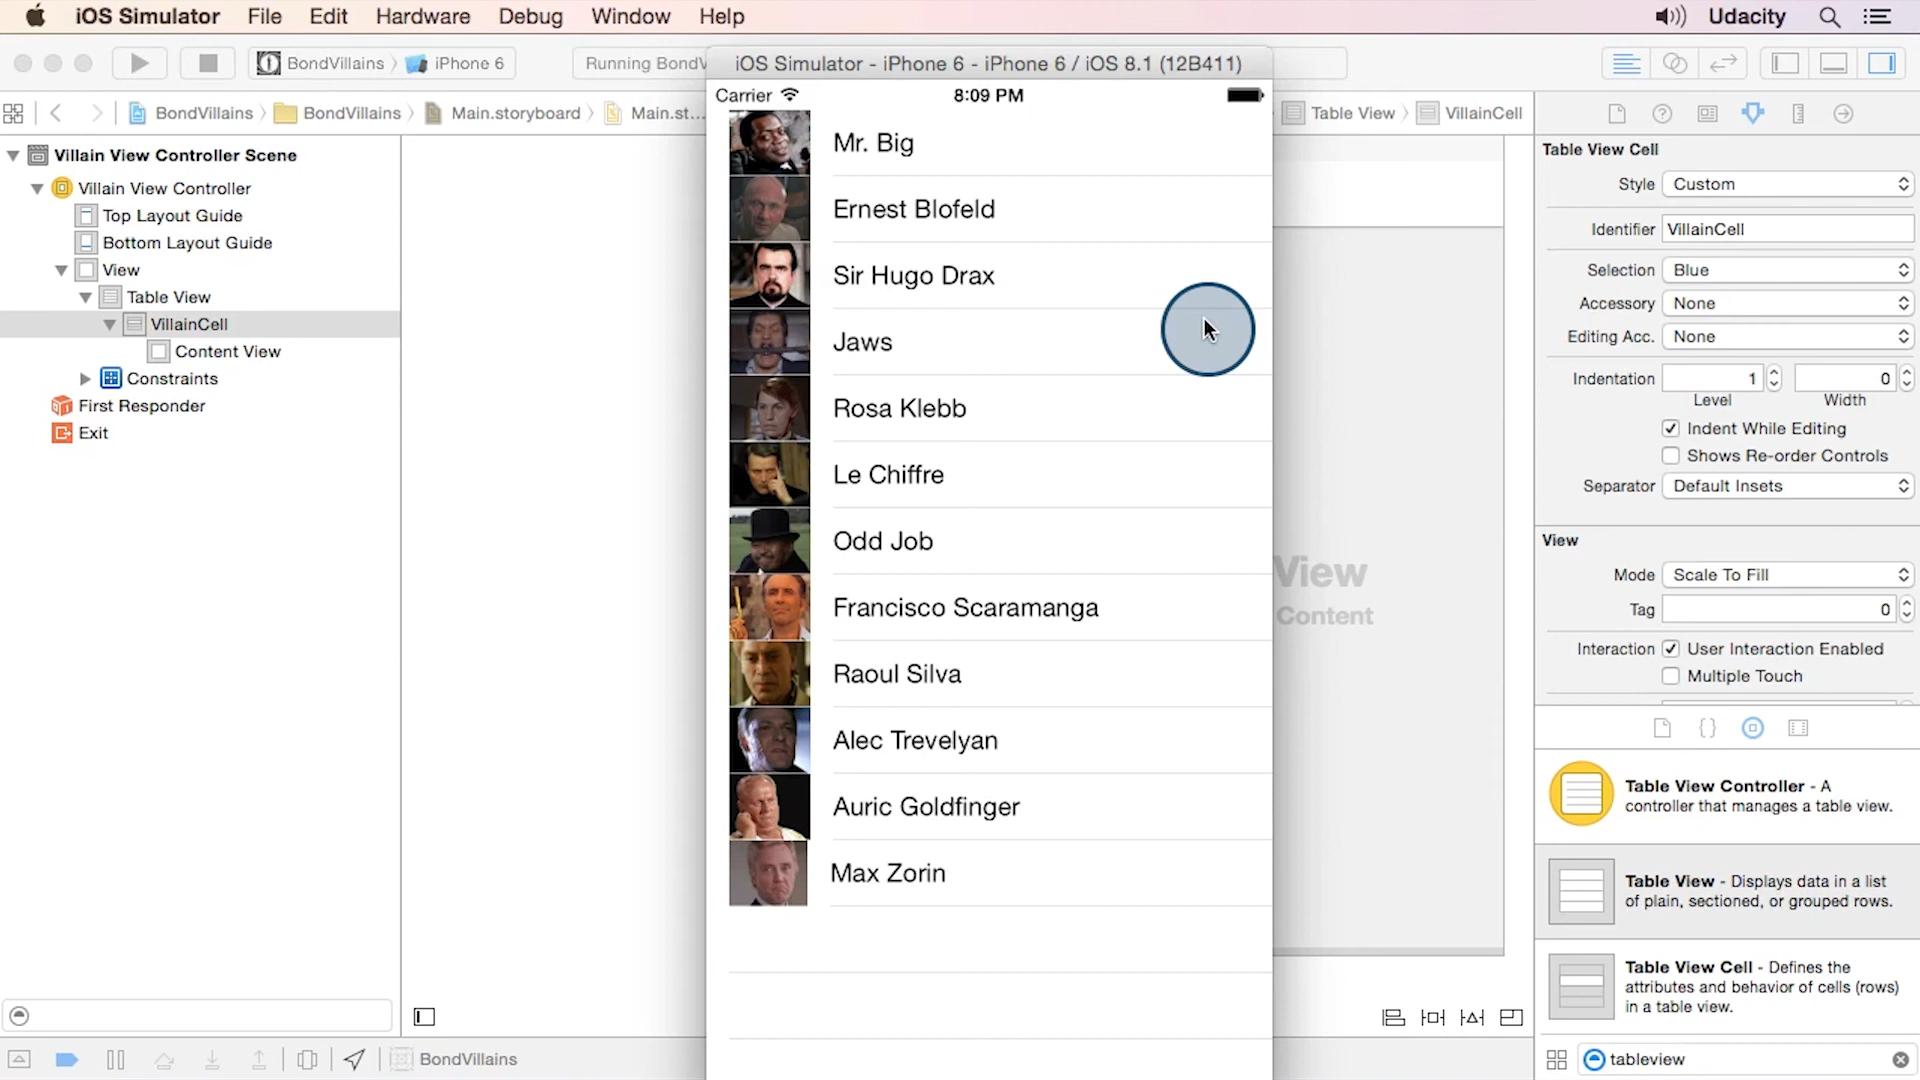 iOS Simulator File Edit Hardware Debug Window Help Udacity
BondVillains iPhone 6 Running BondV
iOS Simulator - iPhone 6 - iPhone 6 / iOS 8.1 (12B411)
BondVillains BondVillains Main.storyboard Main.st... Table View VillainCell
Villain View Controller Scene
Villain View Controller
Top Layout Guide
Bottom Layout Guide
View
Table View
VillainCell
Content View
Constraints
First Responder
Exit
Carrier 8:09 PM
Mr. Big
Ernest Blofeld
Sir Hugo Drax
Jaws
Rosa Klebb
Le Chiffre
Odd Job
Francisco Scaramanga
Raoul Silva
Alec Trevelyan
Auric Goldfinger
Max Zorin
View
Content
Table View Cell
Style Custom
Identifier VillainCell
Selection Blue
Accessory None
Editing Acc. None
Indentation 1 0
Level Width
Indent While Editing
Shows Re-order Controls
Separator Default Insets
View
Mode Scale To Fill
Tag 0
Interaction User Interaction Enabled
Multiple Touch
Table View Controller - A
controller that manages a table view.
Table View - Displays data in a list
of plain, sectioned, or grouped rows.
Table View Cell - Defines the
attributes and behavior of cells (rows)
in a table view.
BondVillains
tableview